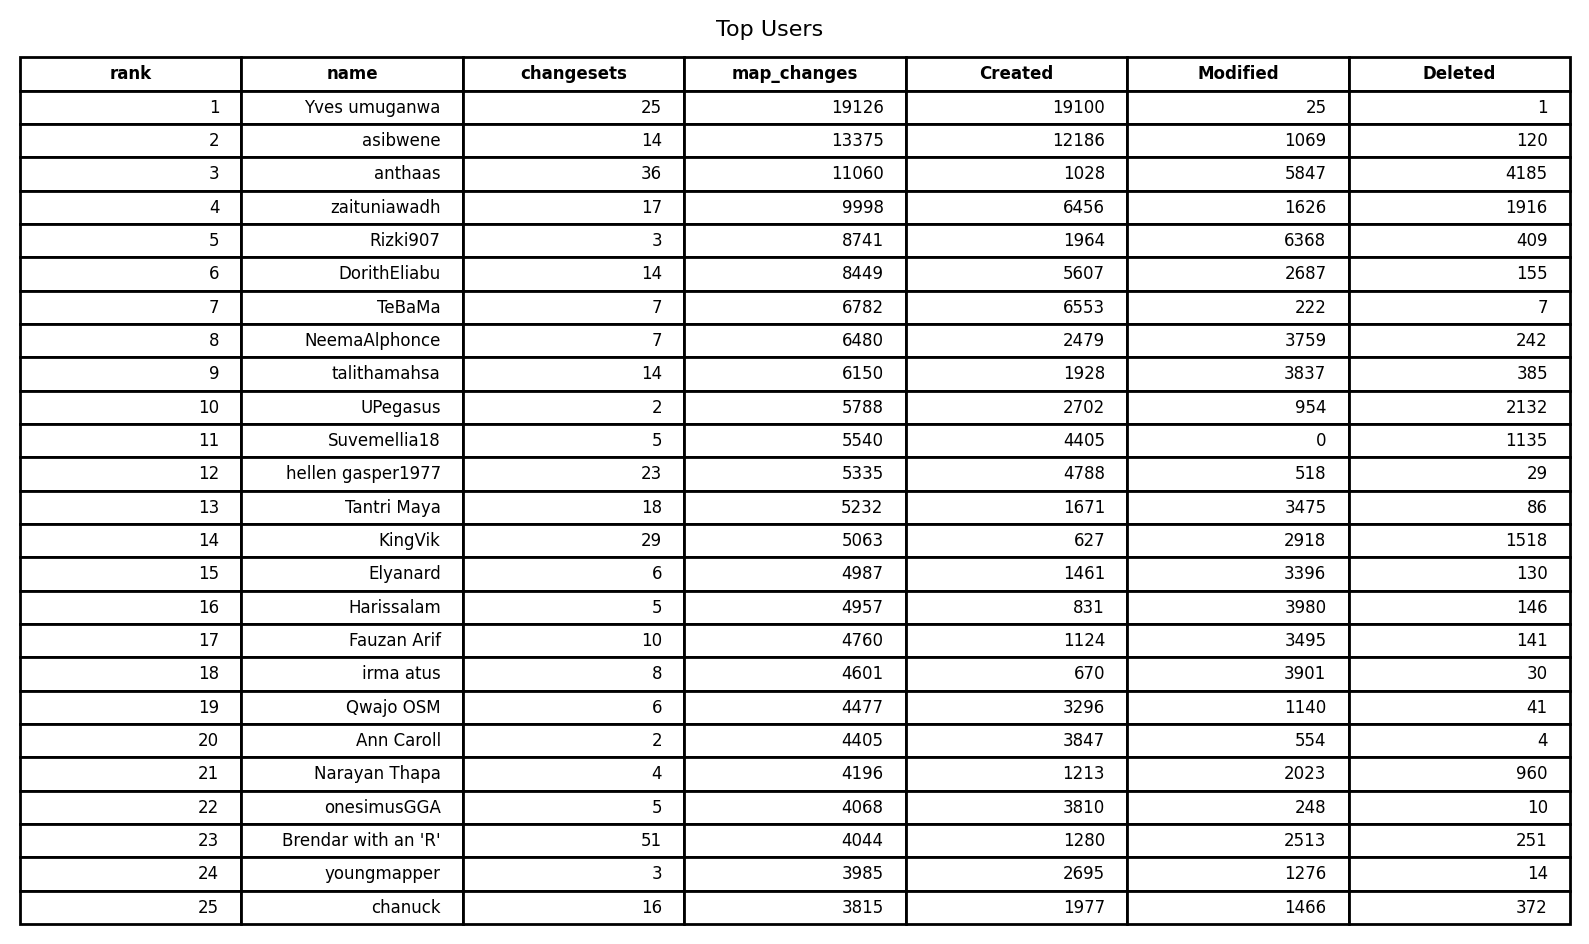 Top Users
rank name changesets map_changes Created Modified Deleted
1 Yves umuganwa 25 19126 19100 25 1
2 asibwene 14 13375 12186 1069 120
3 anthaas 36 11060 1028 5847 4185
4 zaituniawadh 17 9998 6456 1626 1916
5 Rizki907 3 8741 1964 6368 409
6 DorithEliabu 14 8449 5607 2687 155
7 TeBaMa 7 6782 6553 222 7
8 NeemaAlphonce 7 6480 2479 3759 242
9 talithamahsa 14 6150 1928 3837 385
10 UPegasus 2 5788 2702 954 2132
11 Suvemellia18 5 5540 4405 0 1135
12 hellen gasper1977 23 5335 4788 518 29
13 Tantri Maya 18 5232 1671 3475 86
14 KingVik 29 5063 627 2918 1518
15 Elyanard 6 4987 1461 3396 130
16 Harissalam 5 4957 831 3980 146
17 Fauzan Arif 10 4760 1124 3495 141
18 irma atus 8 4601 670 3901 30
19 Qwajo OSM 6 4477 3296 1140 41
20 Ann Caroll 2 4405 3847 554 4
21 Narayan Thapa 4 4196 1213 2023 960
22 onesimusGGA 5 4068 3810 248 10
23 Brendar with an 'R' 51 4044 1280 2513 251
24 youngmapper 3 3985 2695 1276 14
25 chanuck 16 3815 1977 1466 372